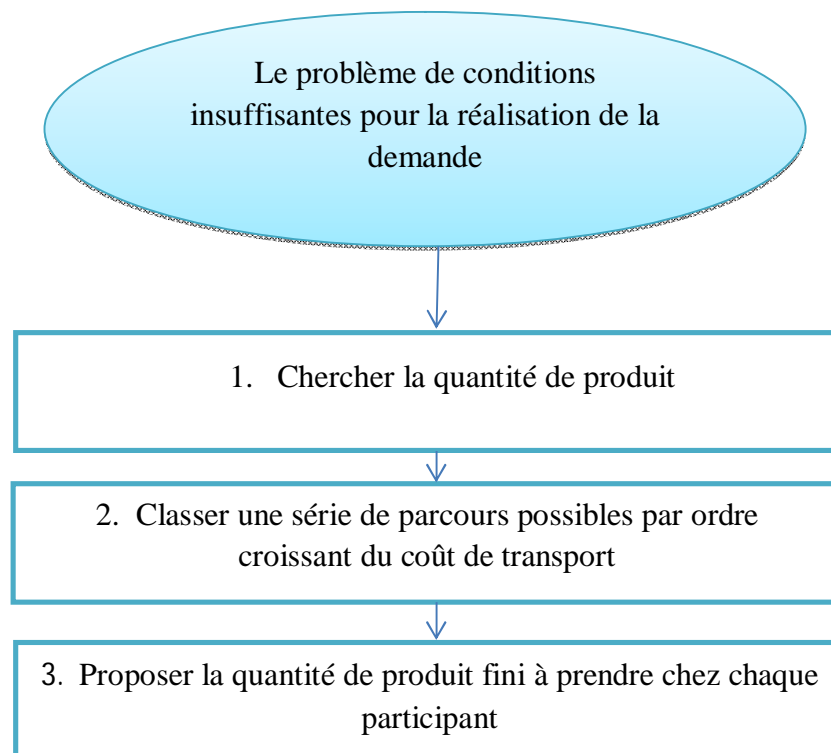 Le problème de conditions
insuffisantes pour la réalisation de la
demande
1. Chercher la quantité de produit
2. Classer une série de parcours possibles par ordre
croissant du coût de transport
3. Proposer la quantité de produit fini à prendre chez chaque
participant